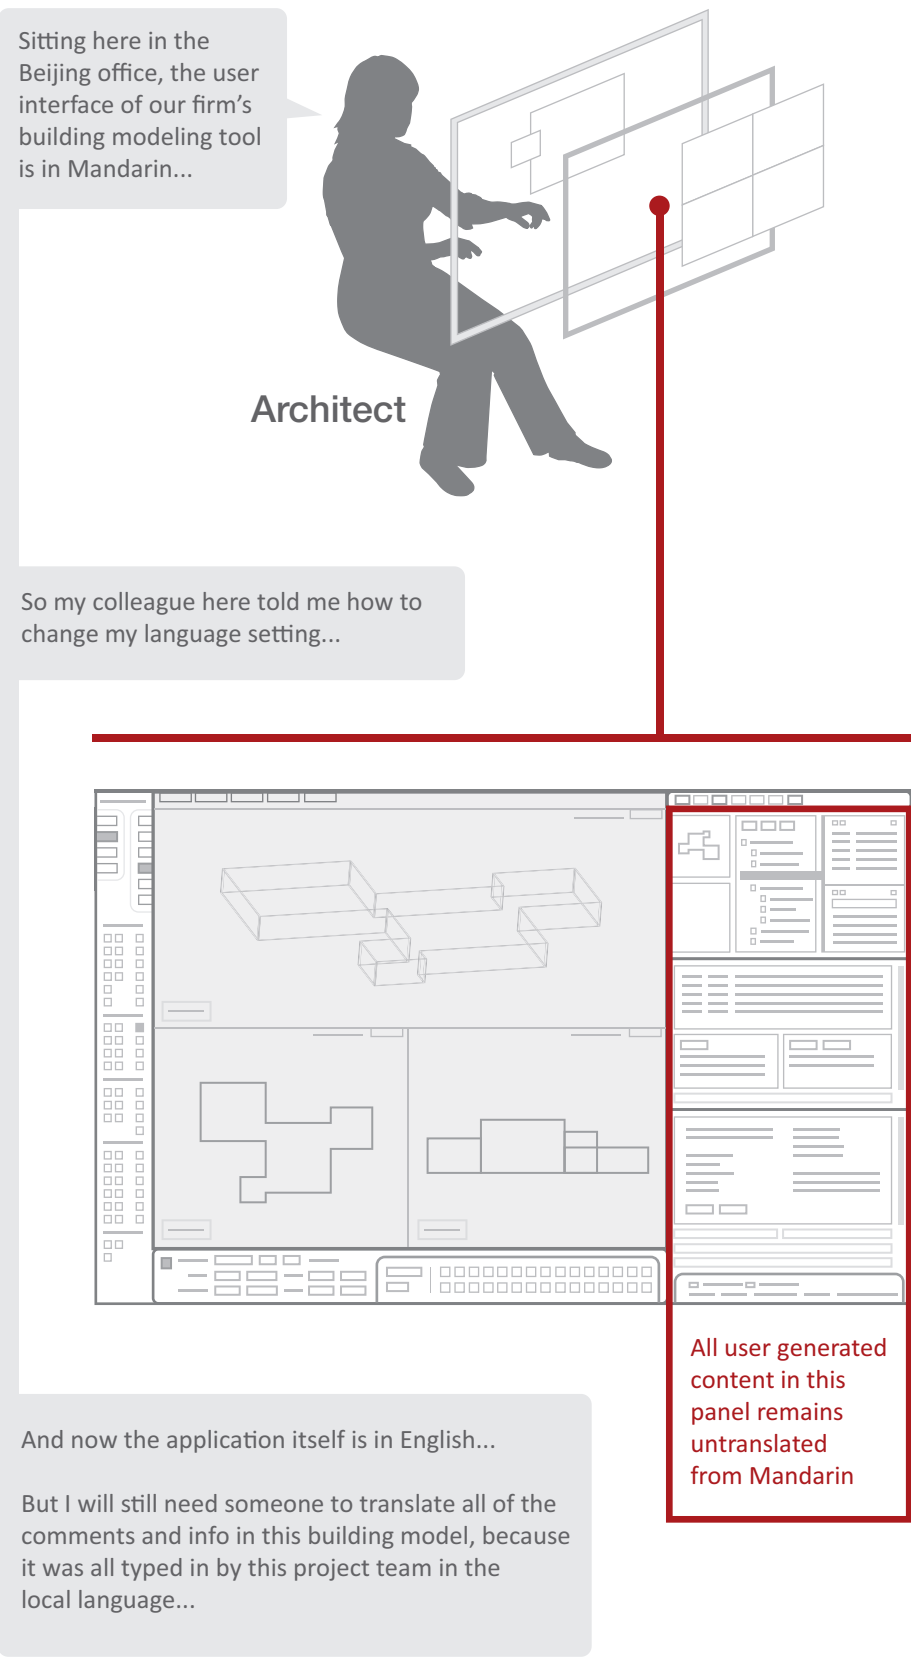 Sitting here in the
Beijing office, the user
interface of our firm's
building modeling tool
is in Mandarin...
Architect
So my colleague here told me how to
change my language setting...
All user generated
content in this
panel remains
untranslated
from Mandarin
And now the application itself is in English...
But I will still need someone to translate all of the
comments and info in this building model, because
it was all typed in by this project team in the
local language...